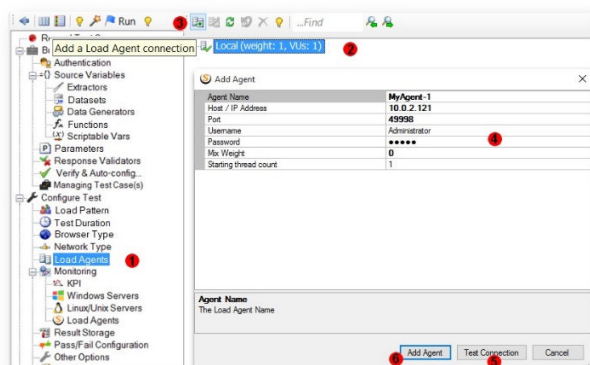 Run
...Find
Add a Load Agent connection
Authentication
Source Variables
Extractors
Datasets
Data Generators
Functions
Scriptable Vars
Parameters
Response Validators
Verify & Auto-config...
Managing Test Case(s)
Configure Test
Load Pattern
Test Duration
Browser Type
Network Type
Load Agents
Monitoring
KPI
Windows Servers
Linux/Unix Servers
Load Agents
Result Storage
Pass/Fail Configuration
Other Options
1
3
Local (weight: 1, VUs: 1)
2
Add Agent
Agent Name MyAgent-1
Host / IP Address 10.0.2.121
Port 49998
Username Administrator
Password ●●●●●
Mix Weight 0
Starting thread count 1
4
Agent Name
The Load Agent Name
Add Agent Test Connection Cancel
6 5